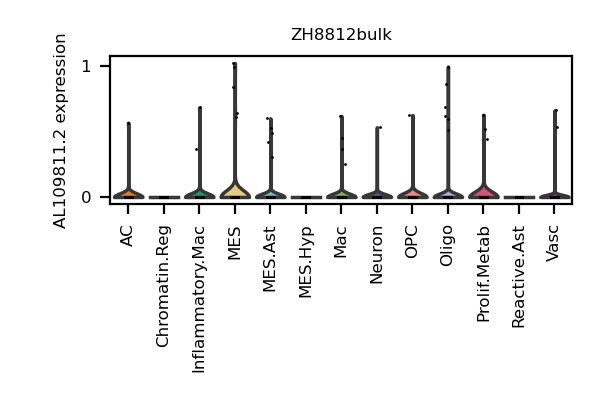 ZH8812bulk
AL109811.2 expression
1
0
AC
Chromatin.Reg
Inflammatory.Mac
MES
MES.Ast
MES.Hyp
Mac
Neuron
OPC
Oligo
Prolif.Metab
Reactive.Ast
Vasc